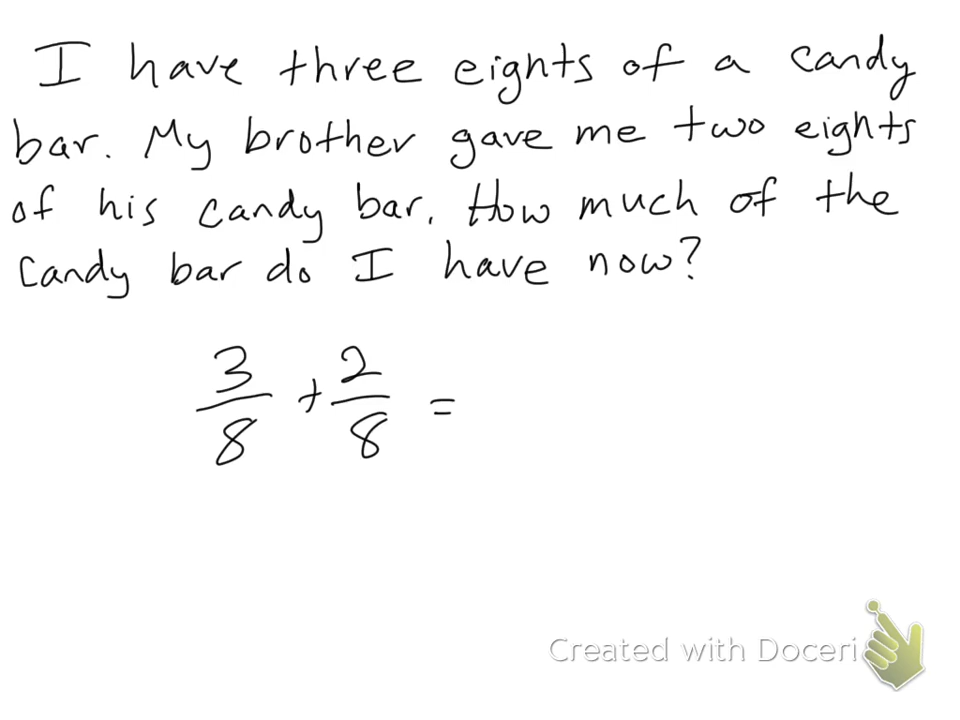 I have three eights of a candy
bar. My brother gave me two eights
of his candy bar. How much of the
candy bar do I have now?
3/8 + 2/8 =
Created with Doceri